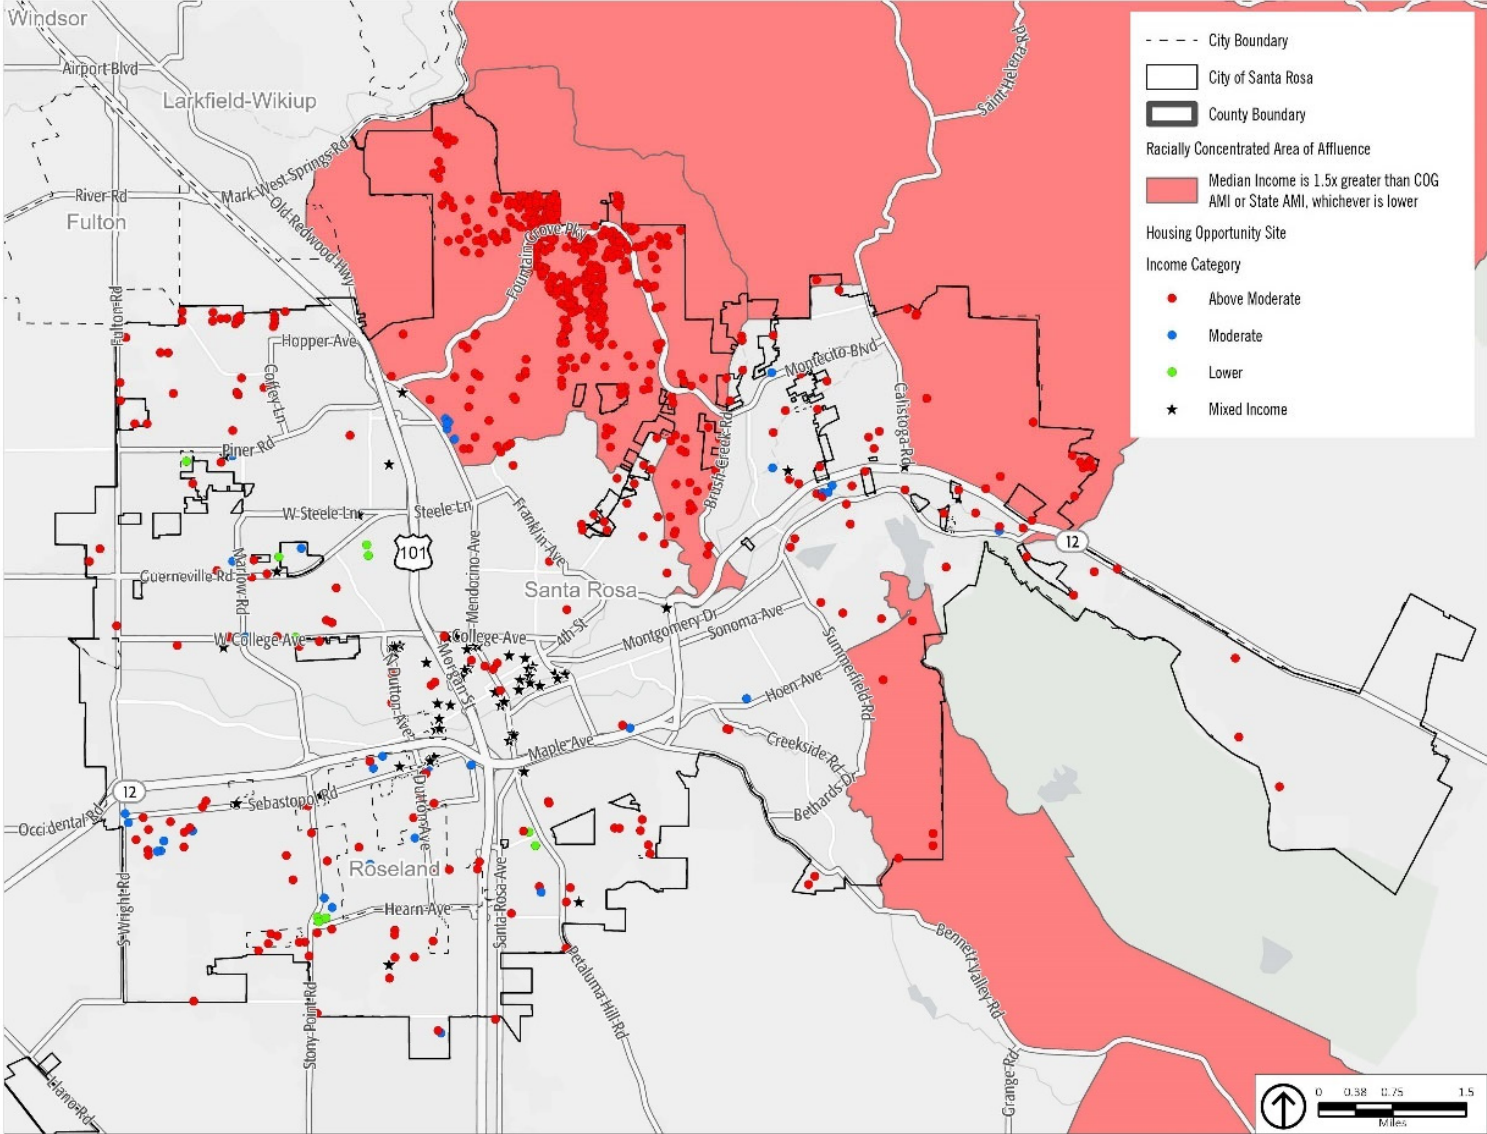 Windsor
Airport Blvd
Larkfield-Wikiup
Mark West Springs Rd
River Rd
Fulton
Old Redwood Hwy
Saint Helena Rd
Fountain Grove Pky
Fulton Rd
Hopper Ave
Coffey Ln
Piner Rd
Montecito Blvd
Calistoga Rd
Brush Creek Rd
W Steele Ln
Steele Ln
Franklin Ave
101
Mendocino Ave
Marlow Rd
Guerneville Rd
Santa Rosa
12
W College Ave
College Ave
4th St
Montgomery Dr
Sonoma Ave
Summerfield Rd
N Dutton Ave
Morgan St
Hoen Ave
Maple Ave
Creekside Rd
Bethards Dr
12
Occidental Rd
Sebastopol Rd
Dutton Ave
Roseland
Santa Rosa Ave
S Wright Rd
Hearn Ave
Stony Point Rd
Petaluma Hill Rd
Bennett Valley Rd
Grange Rd
Llano Rd
City Boundary
City of Santa Rosa
County Boundary
Racially Concentrated Area of Affluence
Median Income is 1.5x greater than COG
AMI or State AMI, whichever is lower
Housing Opportunity Site
Income Category
Above Moderate
Moderate
Lower
Mixed Income
0 0.38 0.75 1.5
Miles